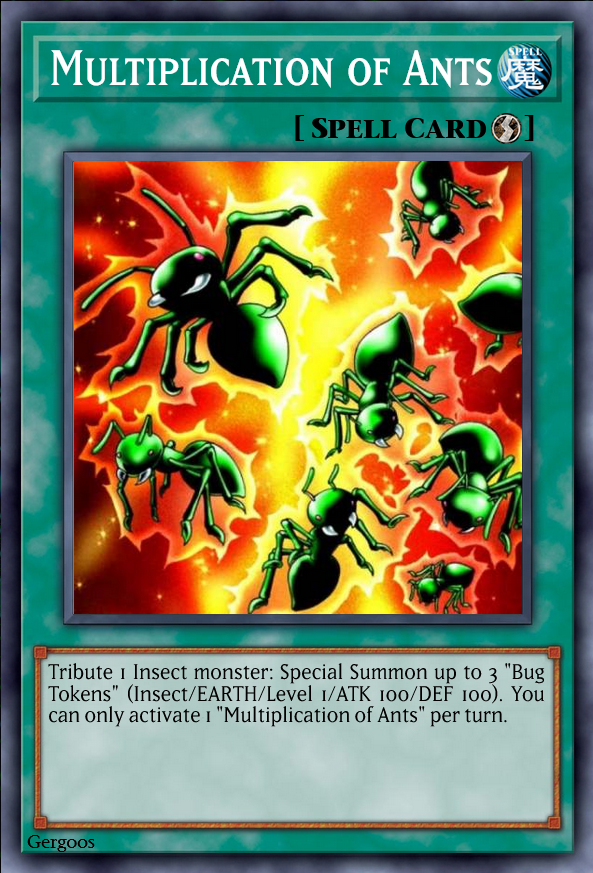 MULTIPLICATION OF ANTS
SPELL
魔
[ SPELL CARD ]
Tribute 1 Insect monster: Special Summon up to 3 "Bug
Tokens" (Insect/EARTH/Level 1/ATK 100/DEF 100). You
can only activate 1 "Multiplication of Ants" per turn.
Gergoos